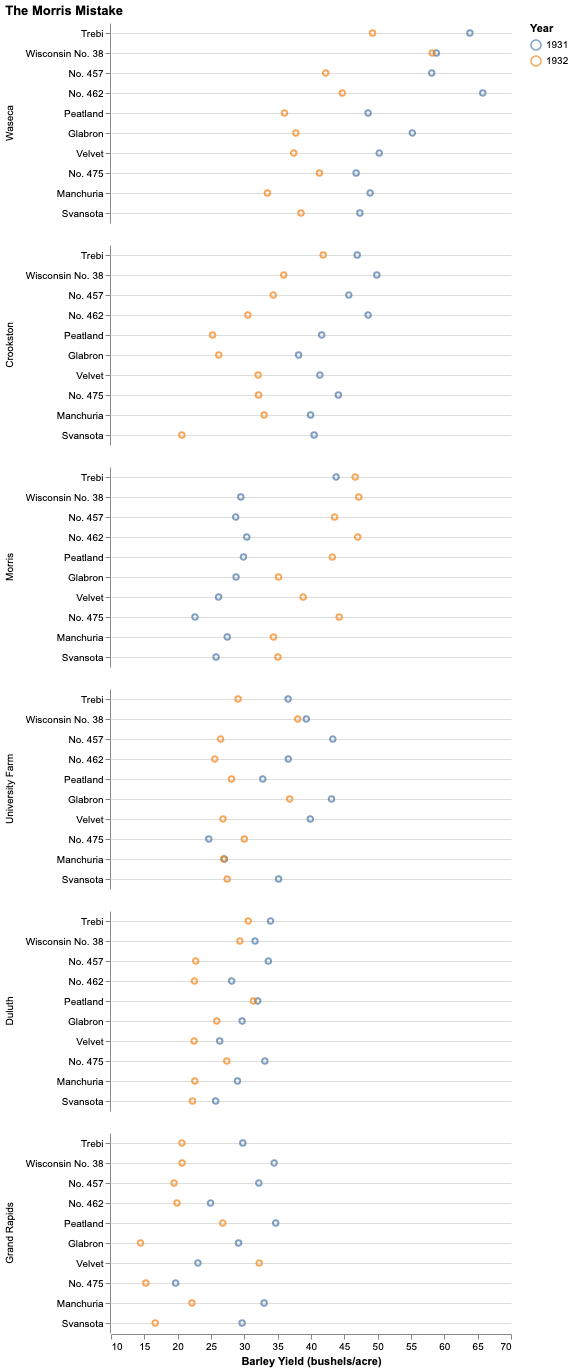 The Morris Mistake
Year
1931
1932
Waseca
Trebi
Wisconsin No. 38
No. 457
No. 462
Peatland
Glabron
Velvet
No. 475
Manchuria
Svansota
Crookston
Trebi
Wisconsin No. 38
No. 457
No. 462
Peatland
Glabron
Velvet
No. 475
Manchuria
Svansota
Morris
Trebi
Wisconsin No. 38
No. 457
No. 462
Peatland
Glabron
Velvet
No. 475
Manchuria
Svansota
University Farm
Trebi
Wisconsin No. 38
No. 457
No. 462
Peatland
Glabron
Velvet
No. 475
Manchuria
Svansota
Duluth
Trebi
Wisconsin No. 38
No. 457
No. 462
Peatland
Glabron
Velvet
No. 475
Manchuria
Svansota
Grand Rapids
Trebi
Wisconsin No. 38
No. 457
No. 462
Peatland
Glabron
Velvet
No. 475
Manchuria
Svansota
10 15 20 25 30 35 40 45 50 55 60 65 70
Barley Yield (bushels/acre)